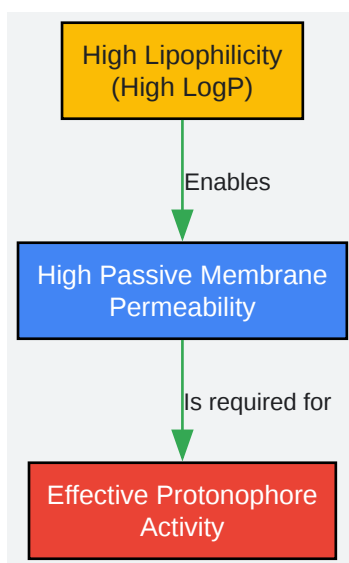 High Lipophilicity
(High LogP)
Enables
High Passive Membrane
Permeability
Is required for
Effective Protonophore
Activity